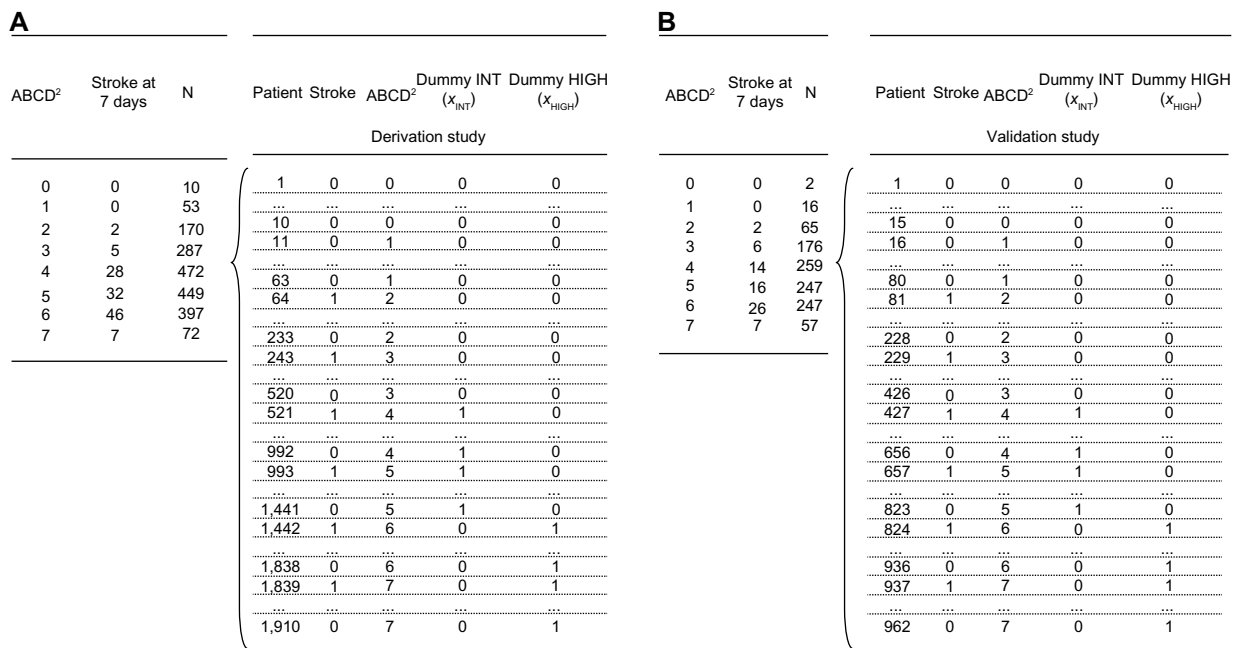 A
ABCD² Stroke at 7 days N
0 0 10
1 0 53
2 2 170
3 5 287
4 28 472
5 32 449
6 46 397
7 7 72
Patient Stroke ABCD² Dummy INT (x_INT) Dummy HIGH (x_HIGH)
Derivation study
1 0 0 0 0
... ... ... ... ...
10 0 0 0 0
11 0 1 0 0
... ... ... ... ...
63 0 1 0 0
64 1 2 0 0
... ... ... ... ...
233 0 2 0 0
243 1 3 0 0
... ... ... ... ...
520 0 3 0 0
521 1 4 1 0
... ... ... ... ...
992 0 4 1 0
993 1 5 1 0
... ... ... ... ...
1,441 0 5 1 0
1,442 1 6 0 1
... ... ... ... ...
1,838 0 6 0 1
1,839 1 7 0 1
... ... ... ... ...
1,910 0 7 0 1
B
ABCD² Stroke at 7 days N
0 0 2
1 0 16
2 2 65
3 6 176
4 14 259
5 16 247
6 26 247
7 7 57
Patient Stroke ABCD² Dummy INT (x_INT) Dummy HIGH (x_HIGH)
Validation study
1 0 0 0 0
... ... ... ... ...
15 0 0 0 0
16 0 1 0 0
... ... ... ... ...
80 0 1 0 0
81 1 2 0 0
... ... ... ... ...
228 0 2 0 0
229 1 3 0 0
... ... ... ... ...
426 0 3 0 0
427 1 4 1 0
... ... ... ... ...
656 0 4 1 0
657 1 5 1 0
... ... ... ... ...
823 0 5 1 0
824 1 6 0 1
... ... ... ... ...
936 0 6 0 1
937 1 7 0 1
... ... ... ... ...
962 0 7 0 1